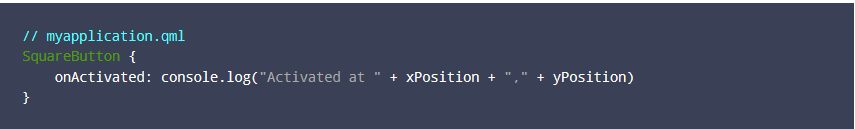 // myapplication.qml
SquareButton {
    onActivated: console.log("Activated at " + xPosition + "," + yPosition)
}